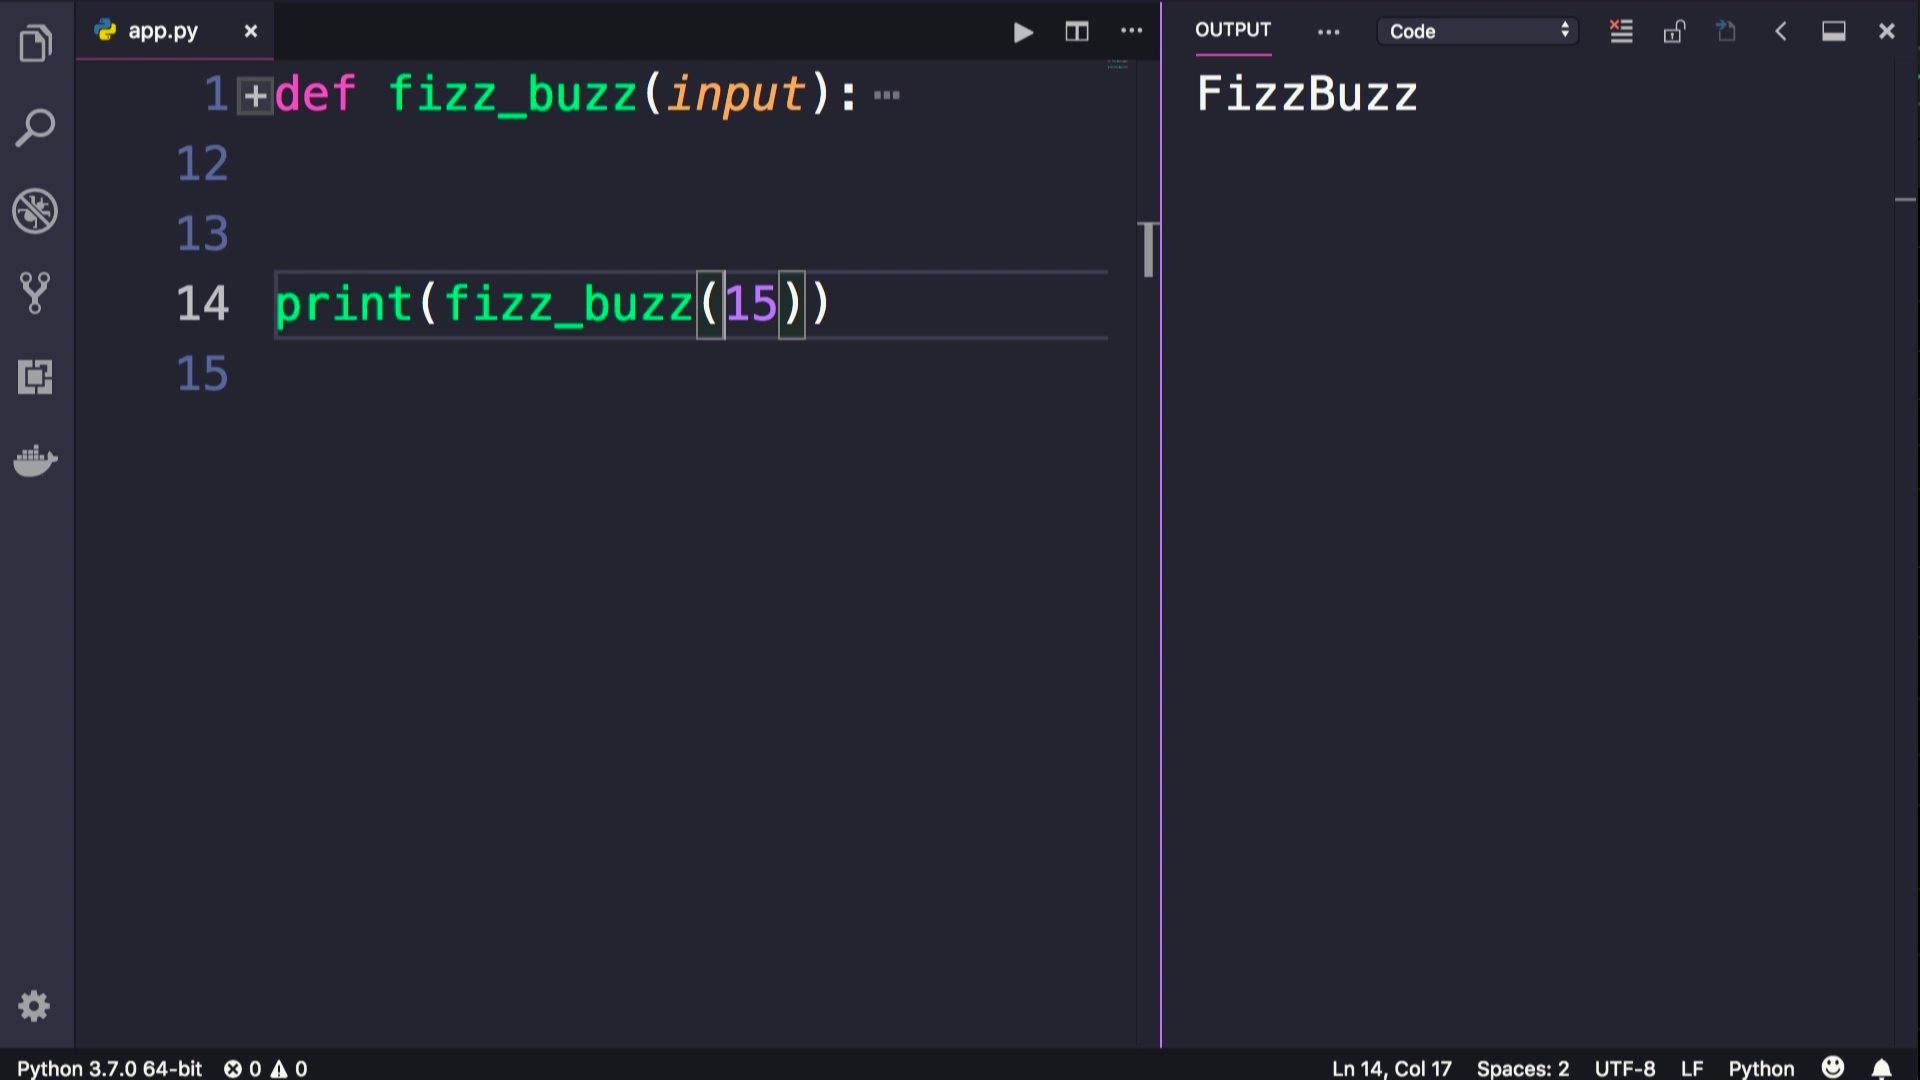 app.py
OUTPUT
Code
1 def fizz_buzz(input):
12
13
14 print(fizz_buzz(15))
15
FizzBuzz
Python 3.7.0 64-bit 0 0 Ln 14, Col 17 Spaces: 2 UTF-8 LF Python